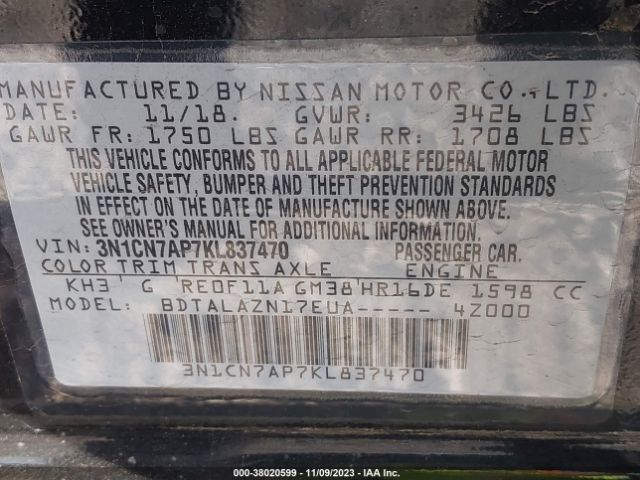 MANUFACTURED BY NISSAN MOTOR CO., LTD.
DATE: 11/18. GVWR: 3426 LBS
GAWR FR: 1750 LBS GAWR RR: 1708 LBS
THIS VEHICLE CONFORMS TO ALL APPLICABLE FEDERAL MOTOR
VEHICLE SAFETY, BUMPER AND THEFT PREVENTION STANDARDS
IN EFFECT ON THE DATE OF MANUFACTURE SHOWN ABOVE.
SEE OWNER'S MANUAL FOR ADDITIONAL INFORMATION.
VIN: 3N1CN7AP7KL837470 PASSENGER CAR.
COLOR TRIM TRANS AXLE ENGINE
KH3 G RE0F11A GM38 HR16DE 1598 CC
MODEL: BDTALAZN17EUA----- 4Z000
3N1CN7AP7KL837470
000-38020599 - 11/09/2023 - IAA Inc.